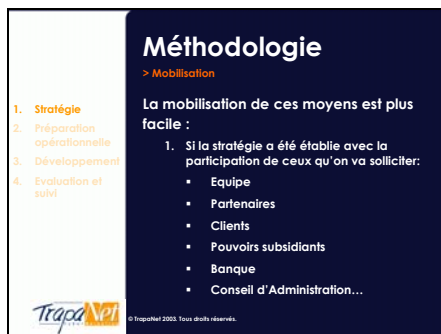 Méthodologie
> Mobilisation
1. Stratégie
2. Préparation
opérationnelle
3. Développement
4. Evaluation et
suivi
La mobilisation de ces moyens est plus
facile :
1. Si la stratégie a été établie avec la
participation de ceux qu'on va solliciter:
▪ Equipe
▪ Partenaires
▪ Clients
▪ Pouvoirs subsidiants
▪ Banque
▪ Conseil d'Administration…
TrapaNet
© TrapaNet 2003. Tous droits réservés.